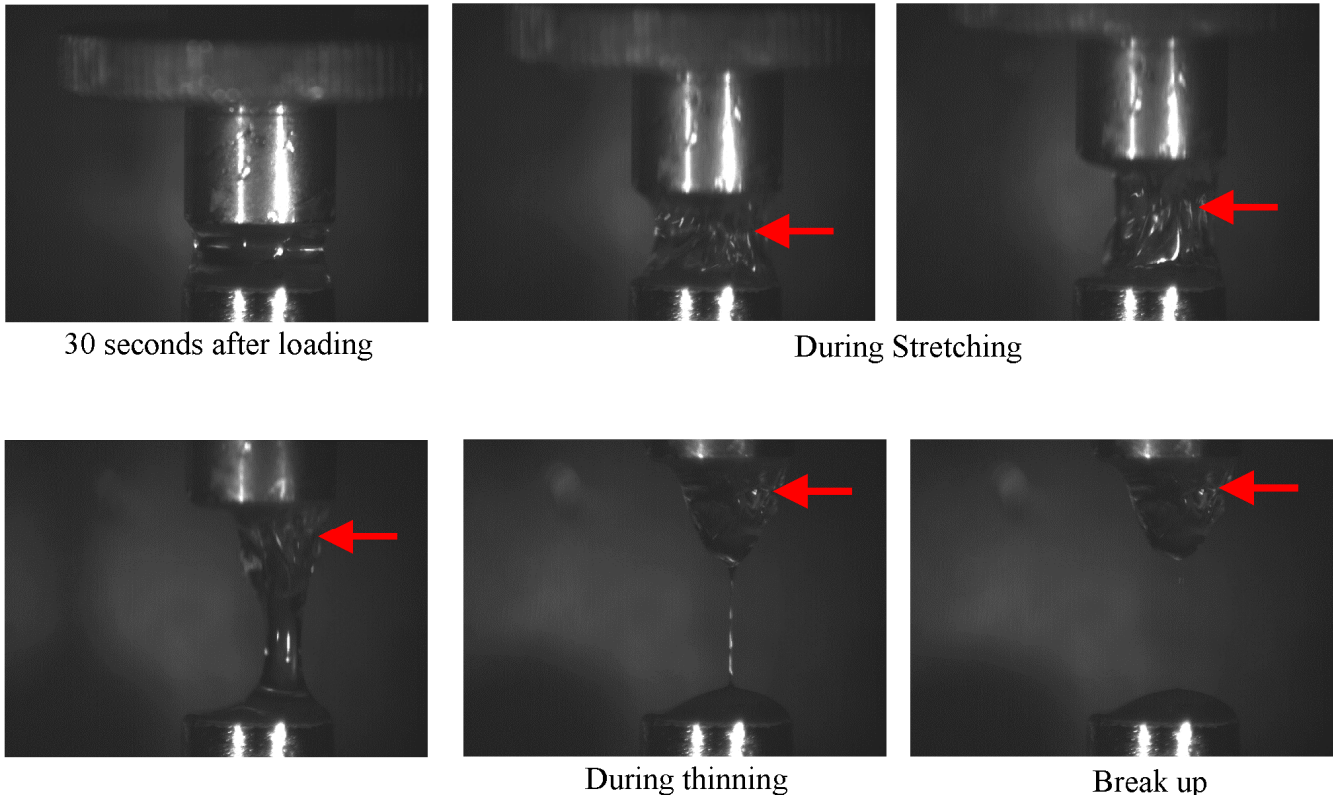 30 seconds after loading
During Stretching
During thinning
Break up